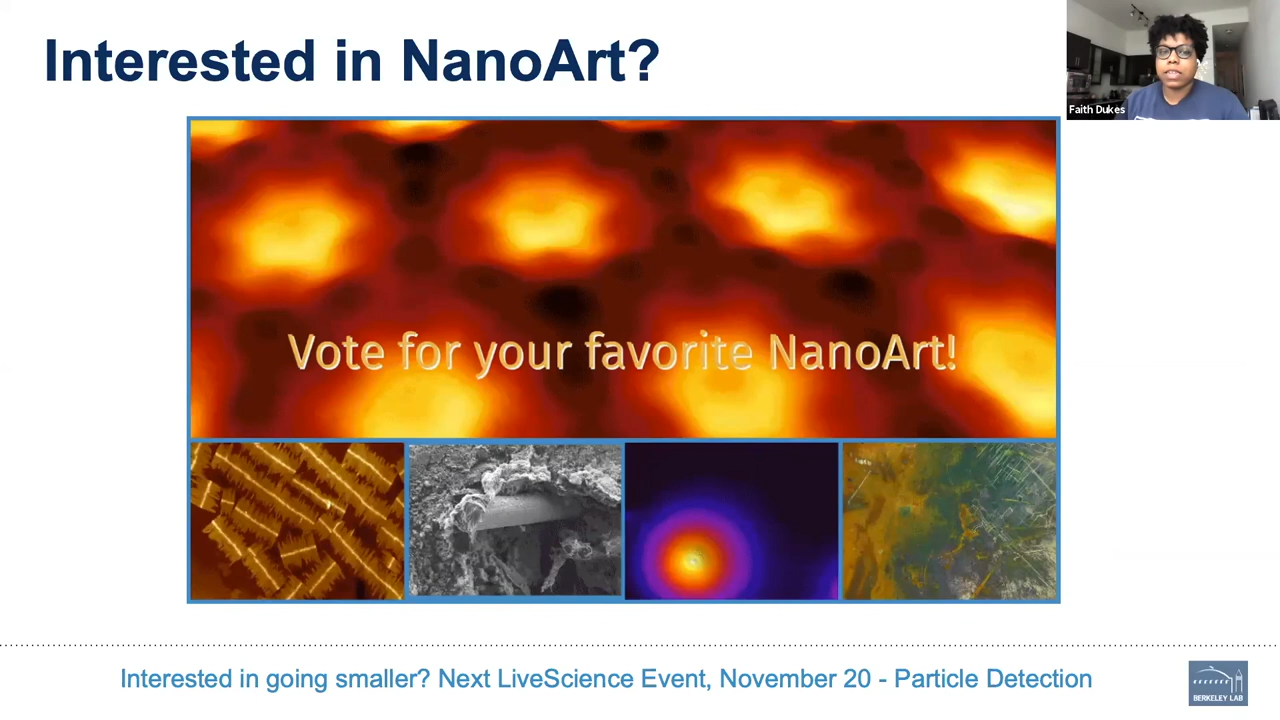 Interested in NanoArt?
Faith Dukes
Vote for your favorite NanoArt!
Interested in going smaller? Next LiveScience Event, November 20 - Particle Detection
BERKELEY LAB